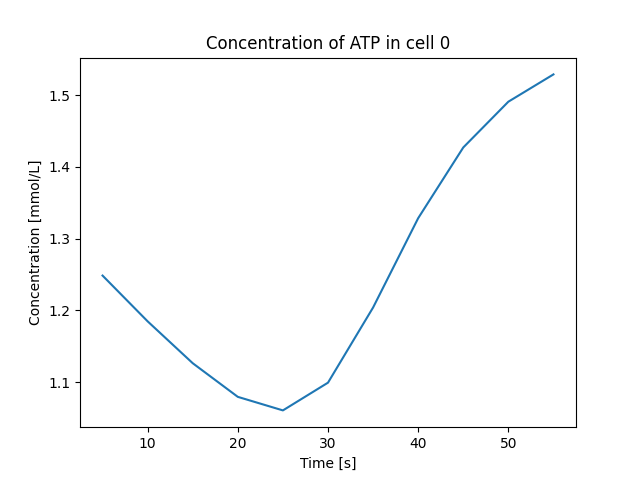 Concentration of ATP in cell 0
Concentration [mmol/L]
1.5
1.4
1.3
1.2
1.1
10 20 30 40 50
Time [s]